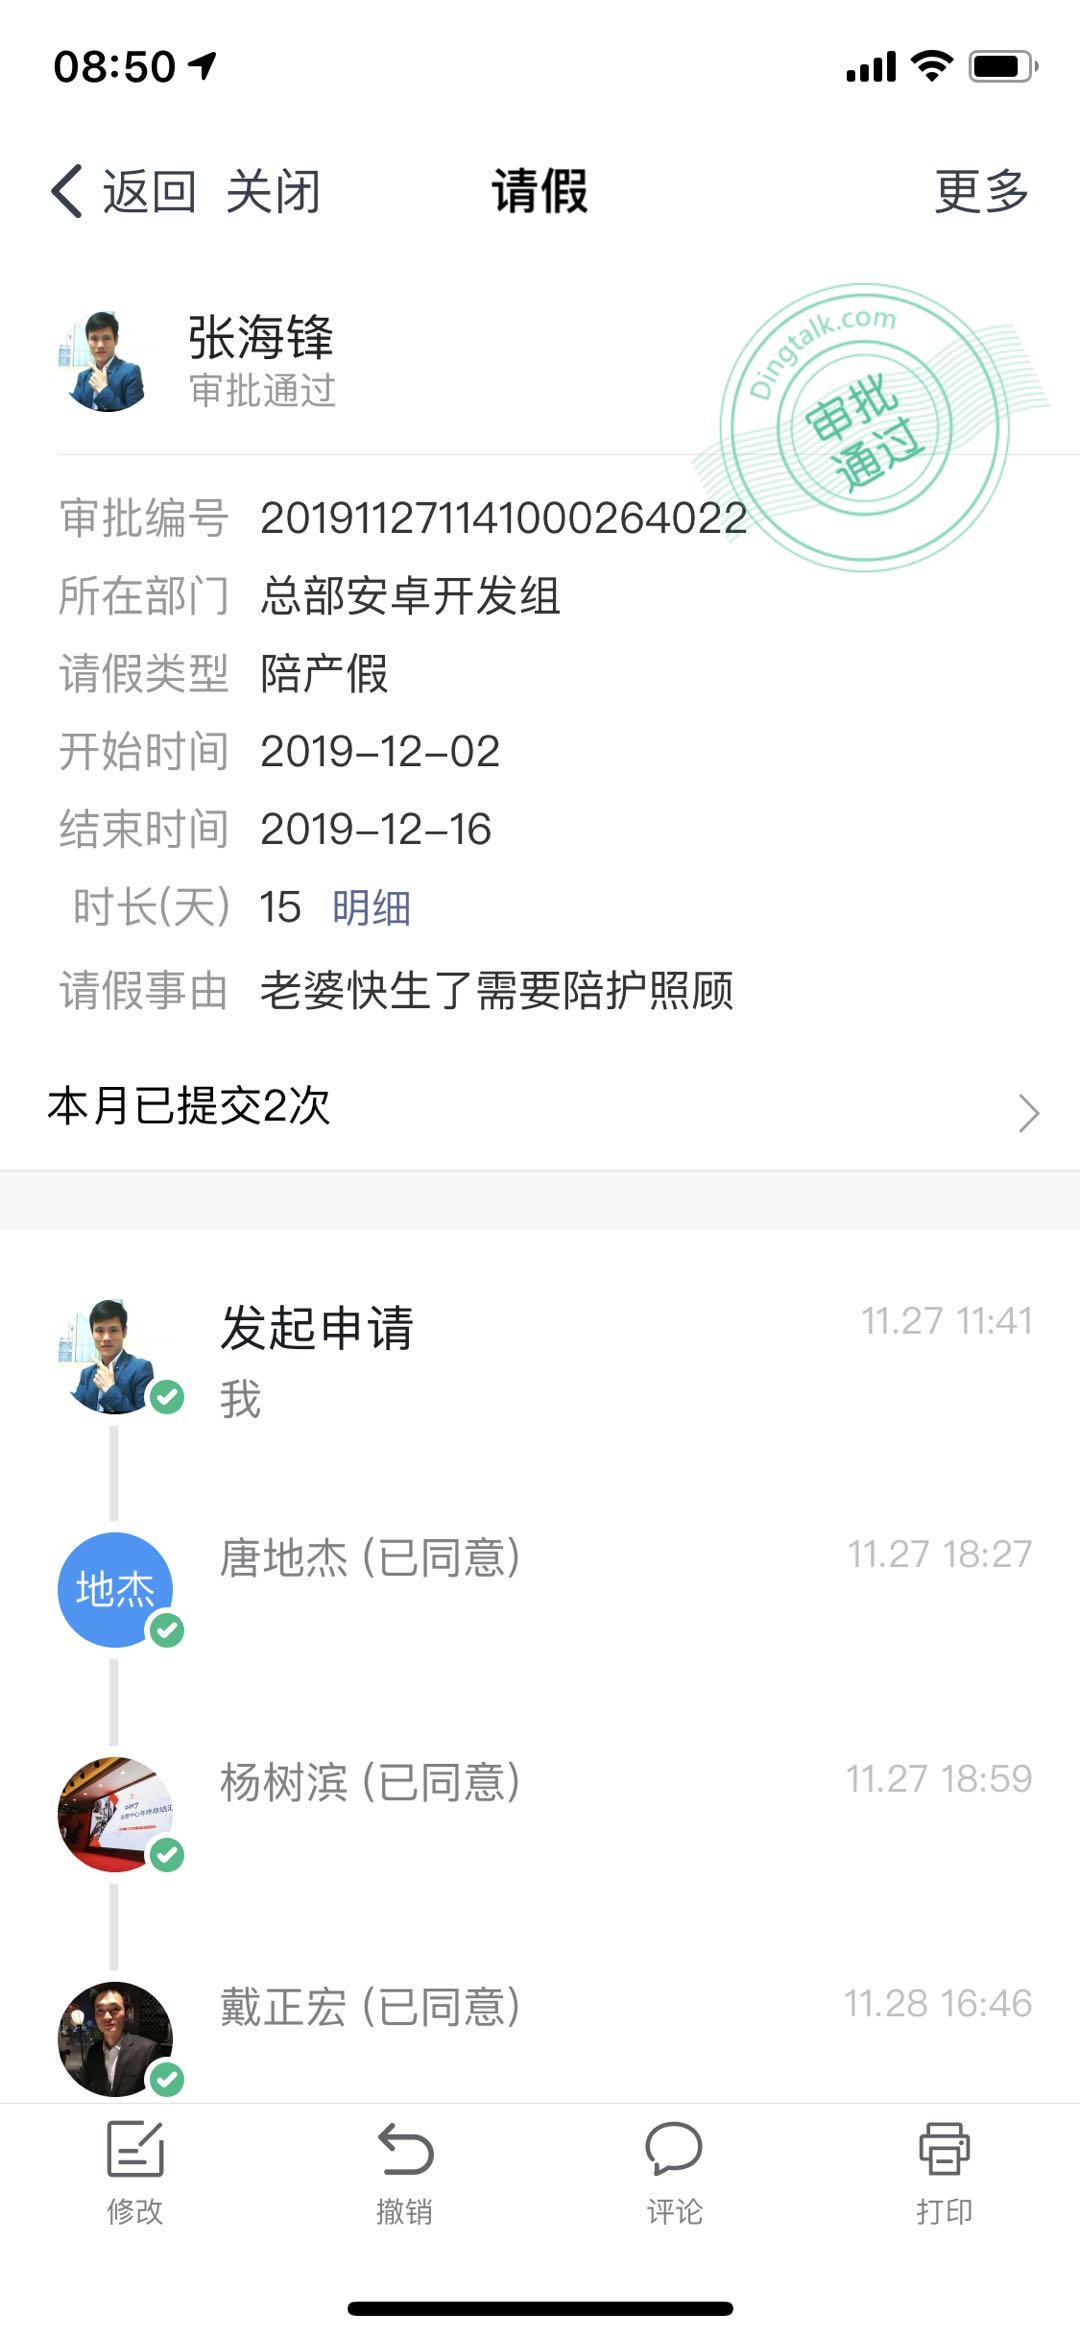 08:50
返回 关闭 请假 更多
张海锋
审批通过
Dingtalk.com
审批
通过
审批编号 201911271141000264022
所在部门 总部安卓开发组
请假类型 陪产假
开始时间 2019-12-02
结束时间 2019-12-16
时长(天) 15 明细
请假事由 老婆快生了需要陪护照顾
本月已提交2次
发起申请 11.27 11:41
我
地杰
唐地杰 (已同意) 11.27 18:27
2017
杨树滨 (已同意) 11.27 18:59
戴正宏 (已同意) 11.28 16:46
修改 撤销 评论 打印